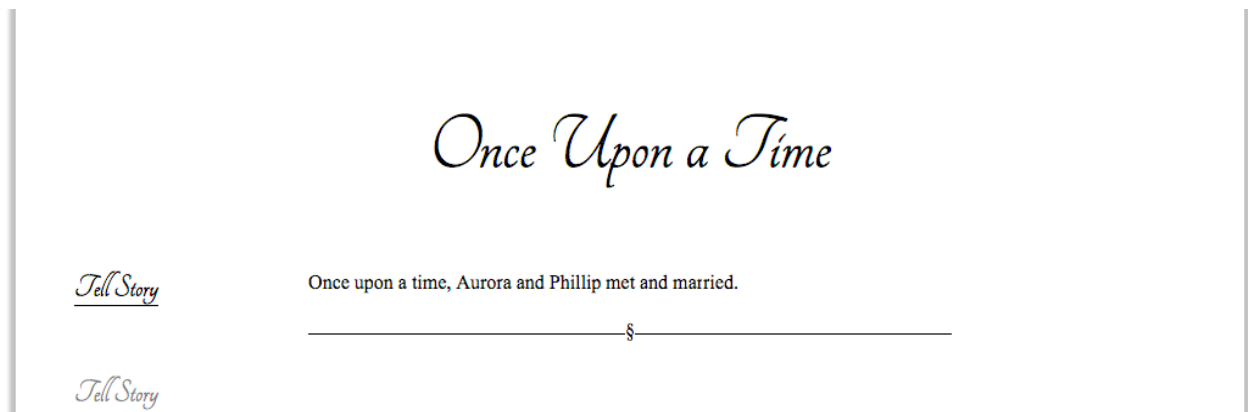 Once Upon a Time
Tell Story
Once upon a time, Aurora and Phillip met and married.
§
Tell Story